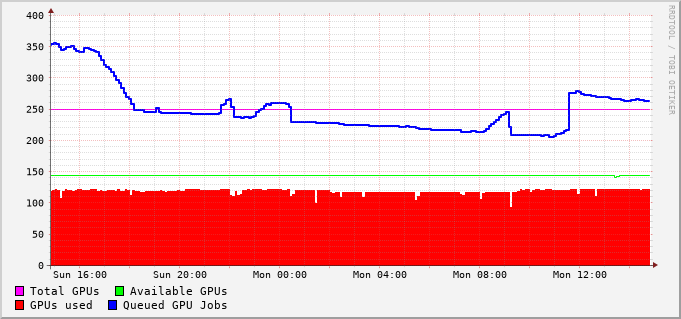 400
350
300
250
200
150
100
50
0
Sun 16:00 Sun 20:00 Mon 00:00 Mon 04:00 Mon 08:00 Mon 12:00
Total GPUs Available GPUs
GPUs used Queued GPU Jobs
RRDTOOL / TOBI OETIKER